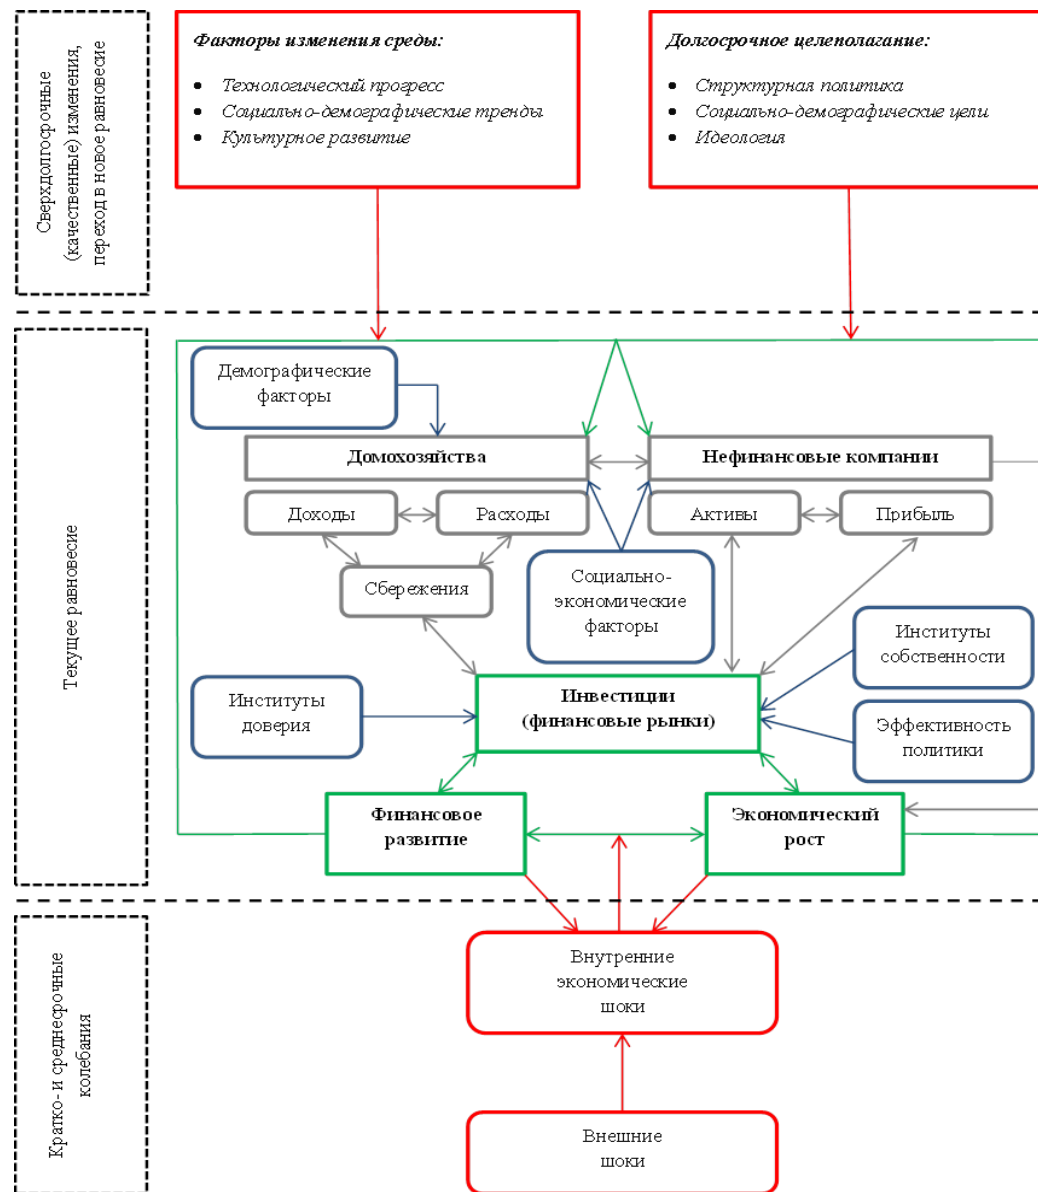 Сверхдолгосрочные
(качественные) изменения,
переход в новое равновесие
Факторы изменения среды:
Технологический прогресс
Социально-демографические тренды
Культурное развитие
Долгосрочное целеполагание:
Структурная политика
Социально-демографические цели
Идеология
Текущее равновесие
Демографические
факторы
Домохозяйства
Нефинансовые компании
Доходы
Расходы
Активы
Прибыль
Сбережения
Социально-
экономические
факторы
Институты
собственности
Институты
доверия
Инвестиции
(финансовые рынки)
Эффективность
политики
Финансовое
развитие
Экономический
рост
Кратко- и среднесрочные
колебания
Внутренние
экономические
шоки
Внешние
шоки